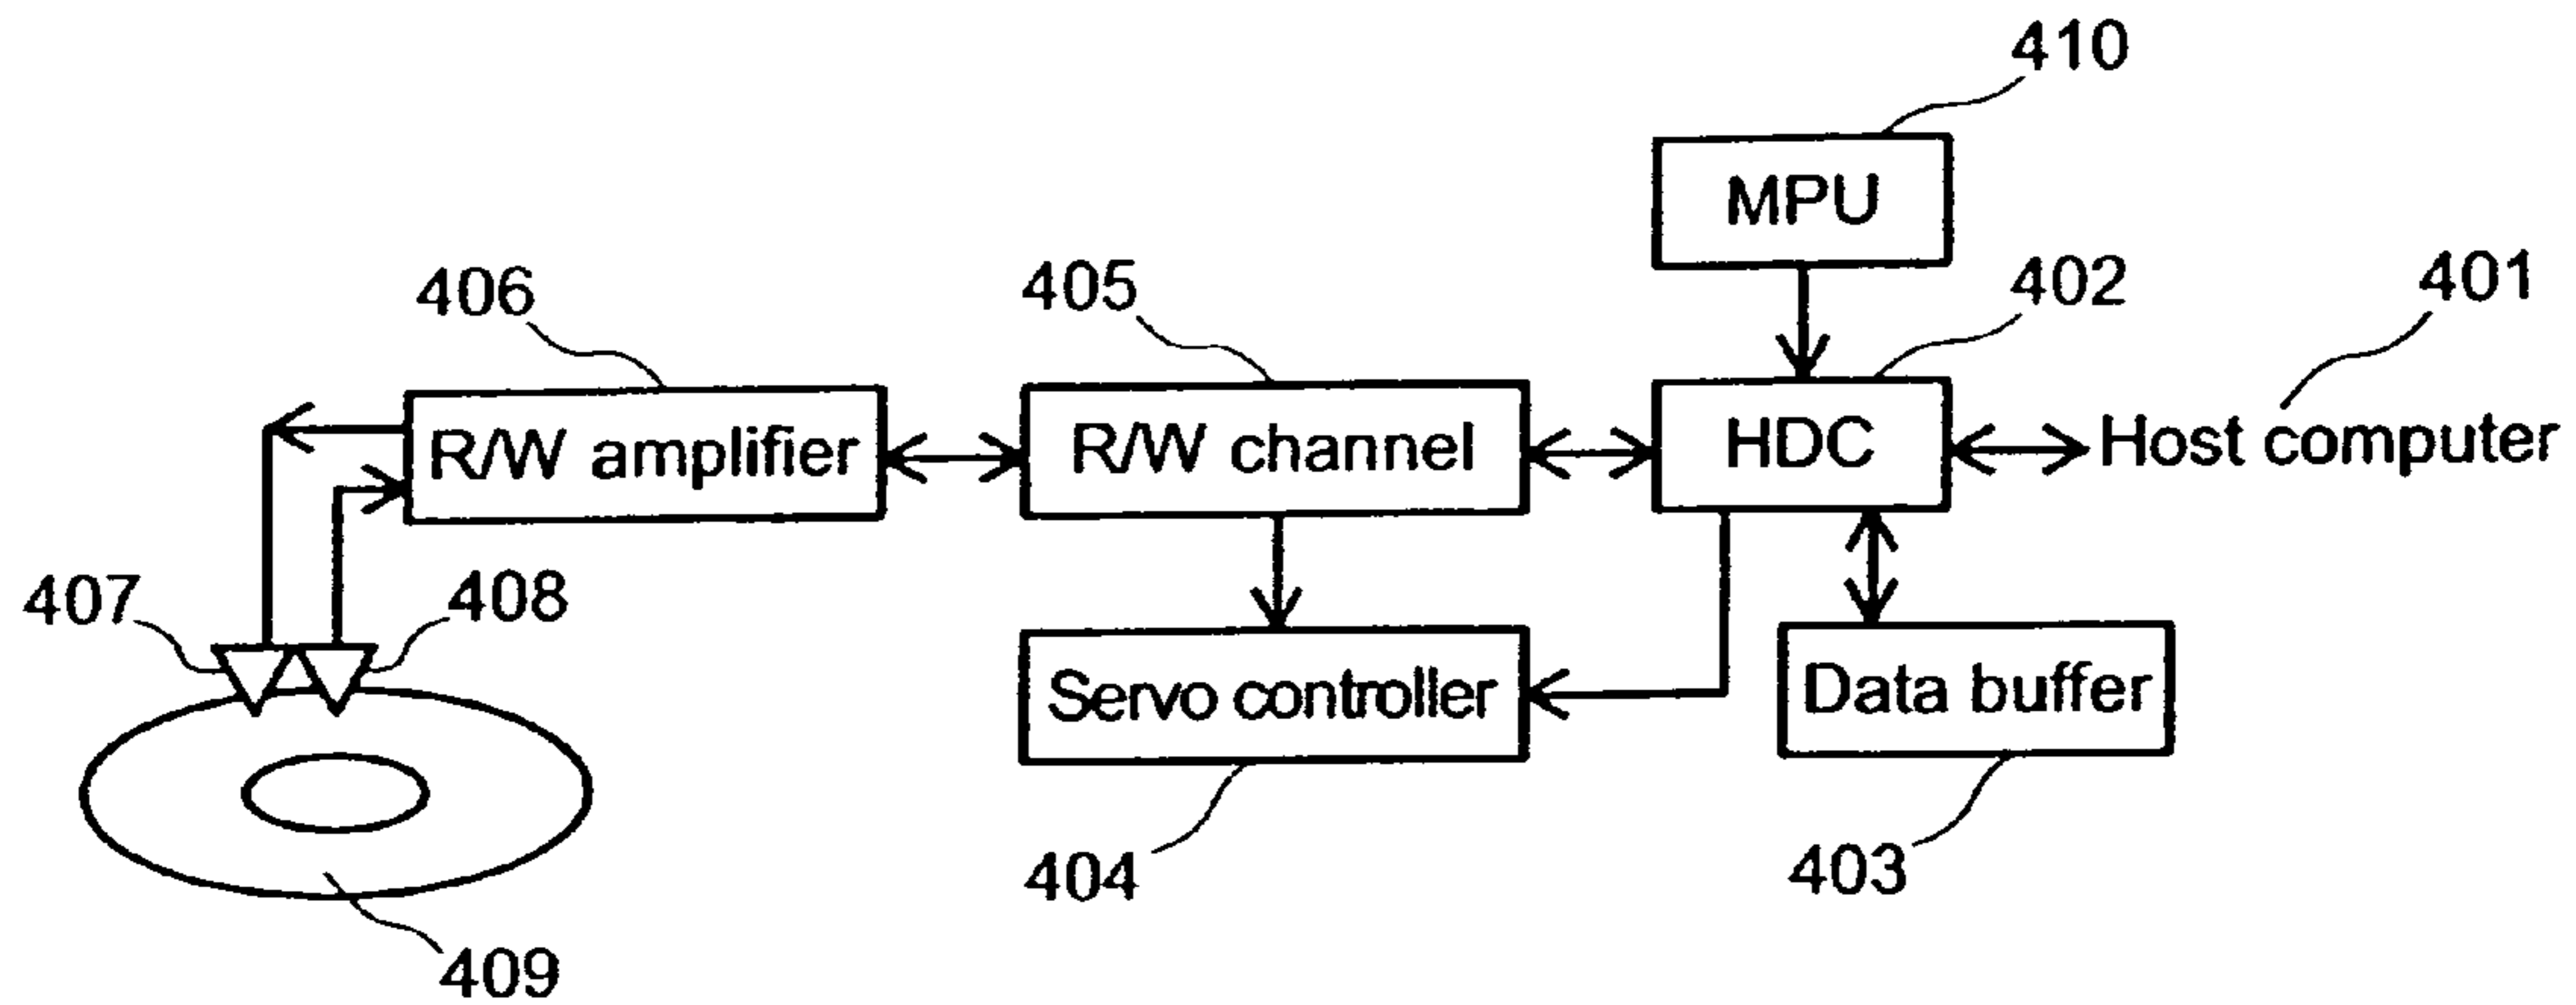 410
MPU
406
405
402
401
R/W amplifier
R/W channel
HDC
Host computer
407
408
Servo controller
Data buffer
404
403
409